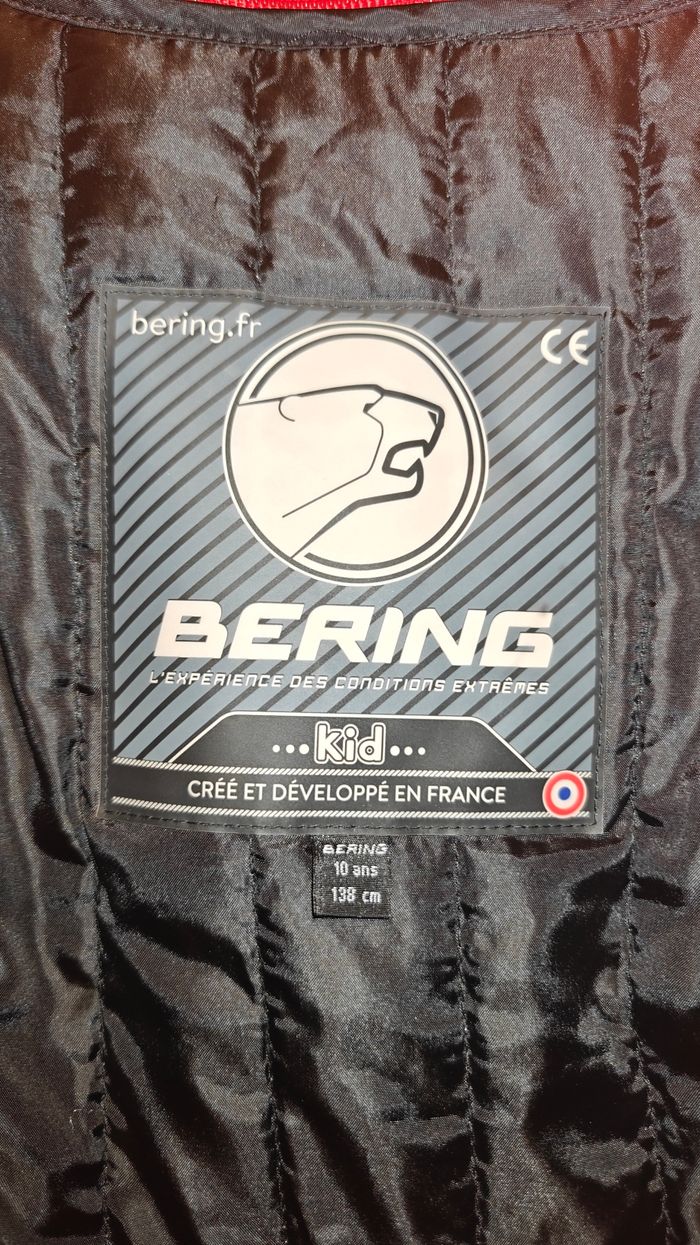 bering.fr
CE
BERING
L'EXPÉRIENCE DES CONDITIONS EXTRÊMES
...Kid...
CRÉÉ ET DÉVELOPPÉ EN FRANCE
BERING
10 ans
138 cm